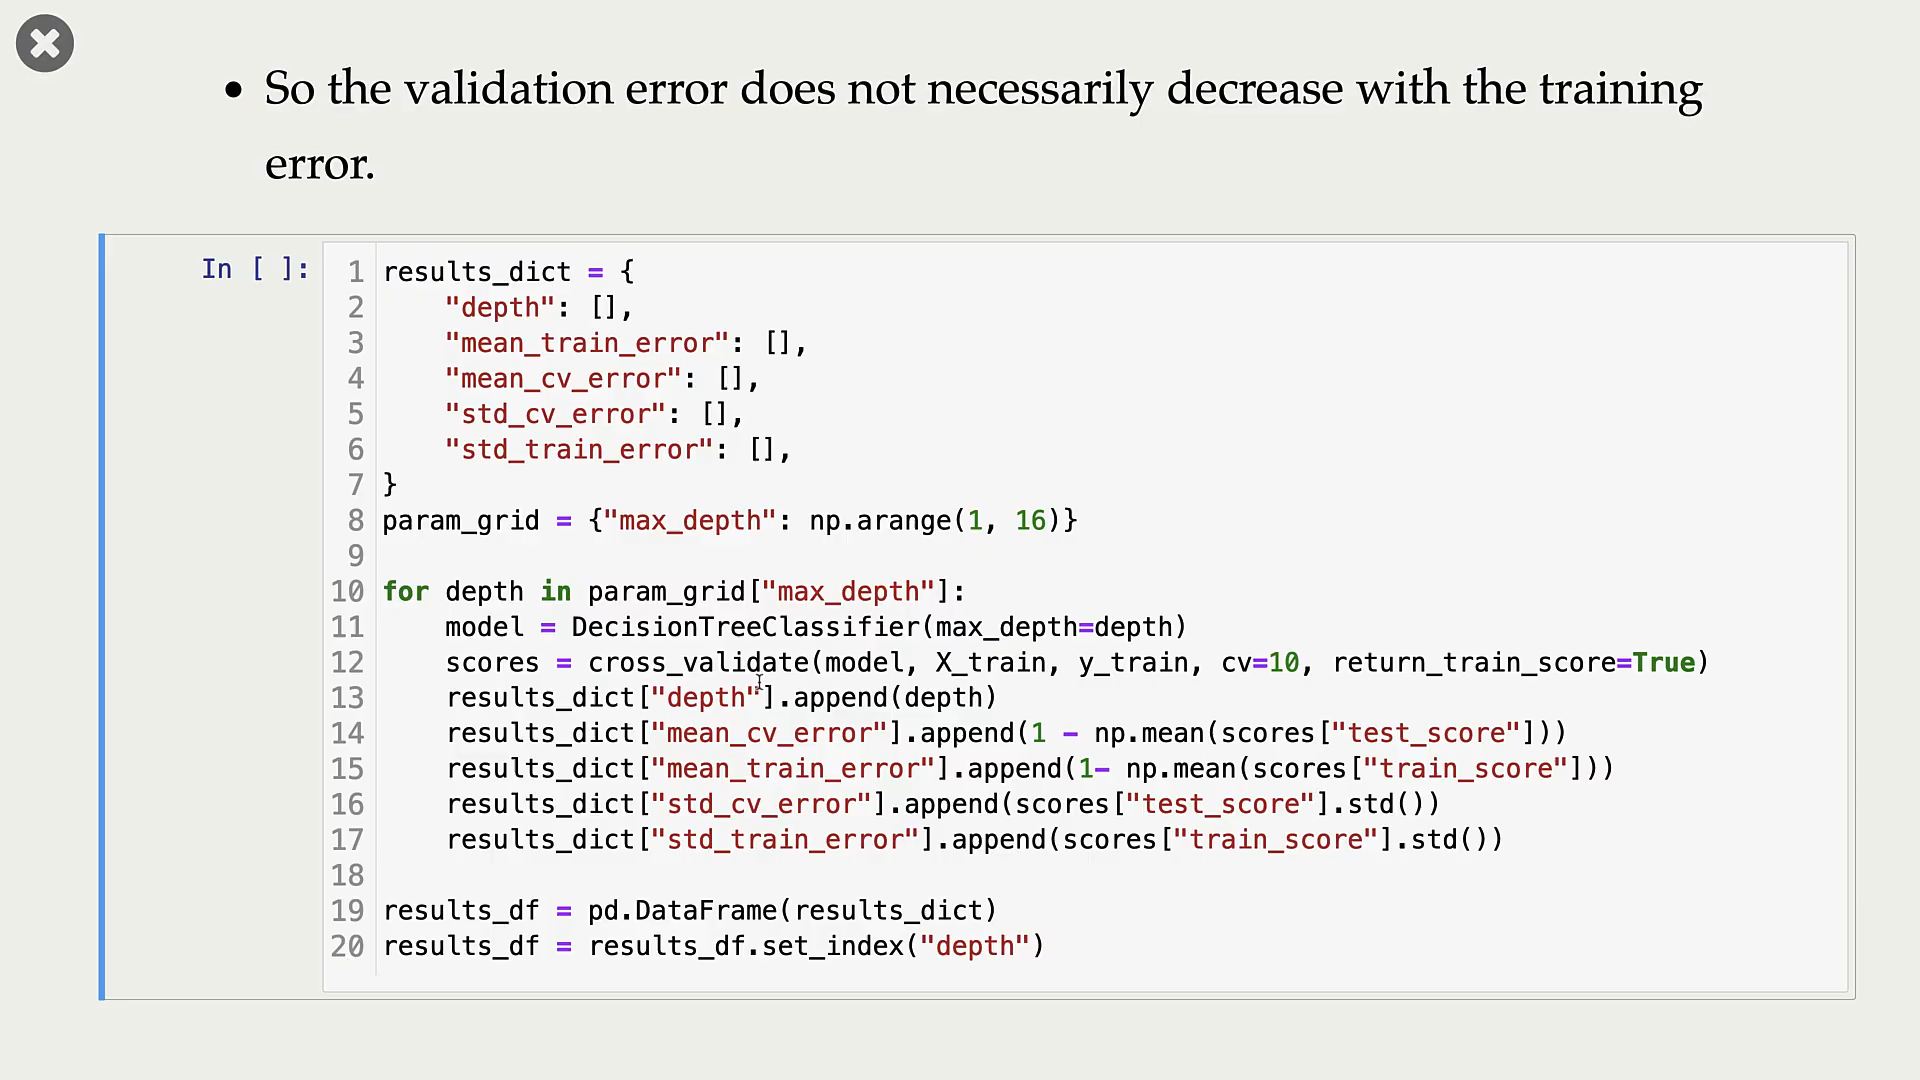 • So the validation error does not necessarily decrease with the training
error.
In [ ]:
1 results_dict = {
2     "depth": [],
3     "mean_train_error": [],
4     "mean_cv_error": [],
5     "std_cv_error": [],
6     "std_train_error": [],
7 }
8 param_grid = {"max_depth": np.arange(1, 16)}
9
10 for depth in param_grid["max_depth"]:
11     model = DecisionTreeClassifier(max_depth=depth)
12     scores = cross_validate(model, X_train, y_train, cv=10, return_train_score=True)
13     results_dict["depth"].append(depth)
14     results_dict["mean_cv_error"].append(1 - np.mean(scores["test_score"]))
15     results_dict["mean_train_error"].append(1- np.mean(scores["train_score"]))
16     results_dict["std_cv_error"].append(scores["test_score"].std())
17     results_dict["std_train_error"].append(scores["train_score"].std())
18
19 results_df = pd.DataFrame(results_dict)
20 results_df = results_df.set_index("depth")